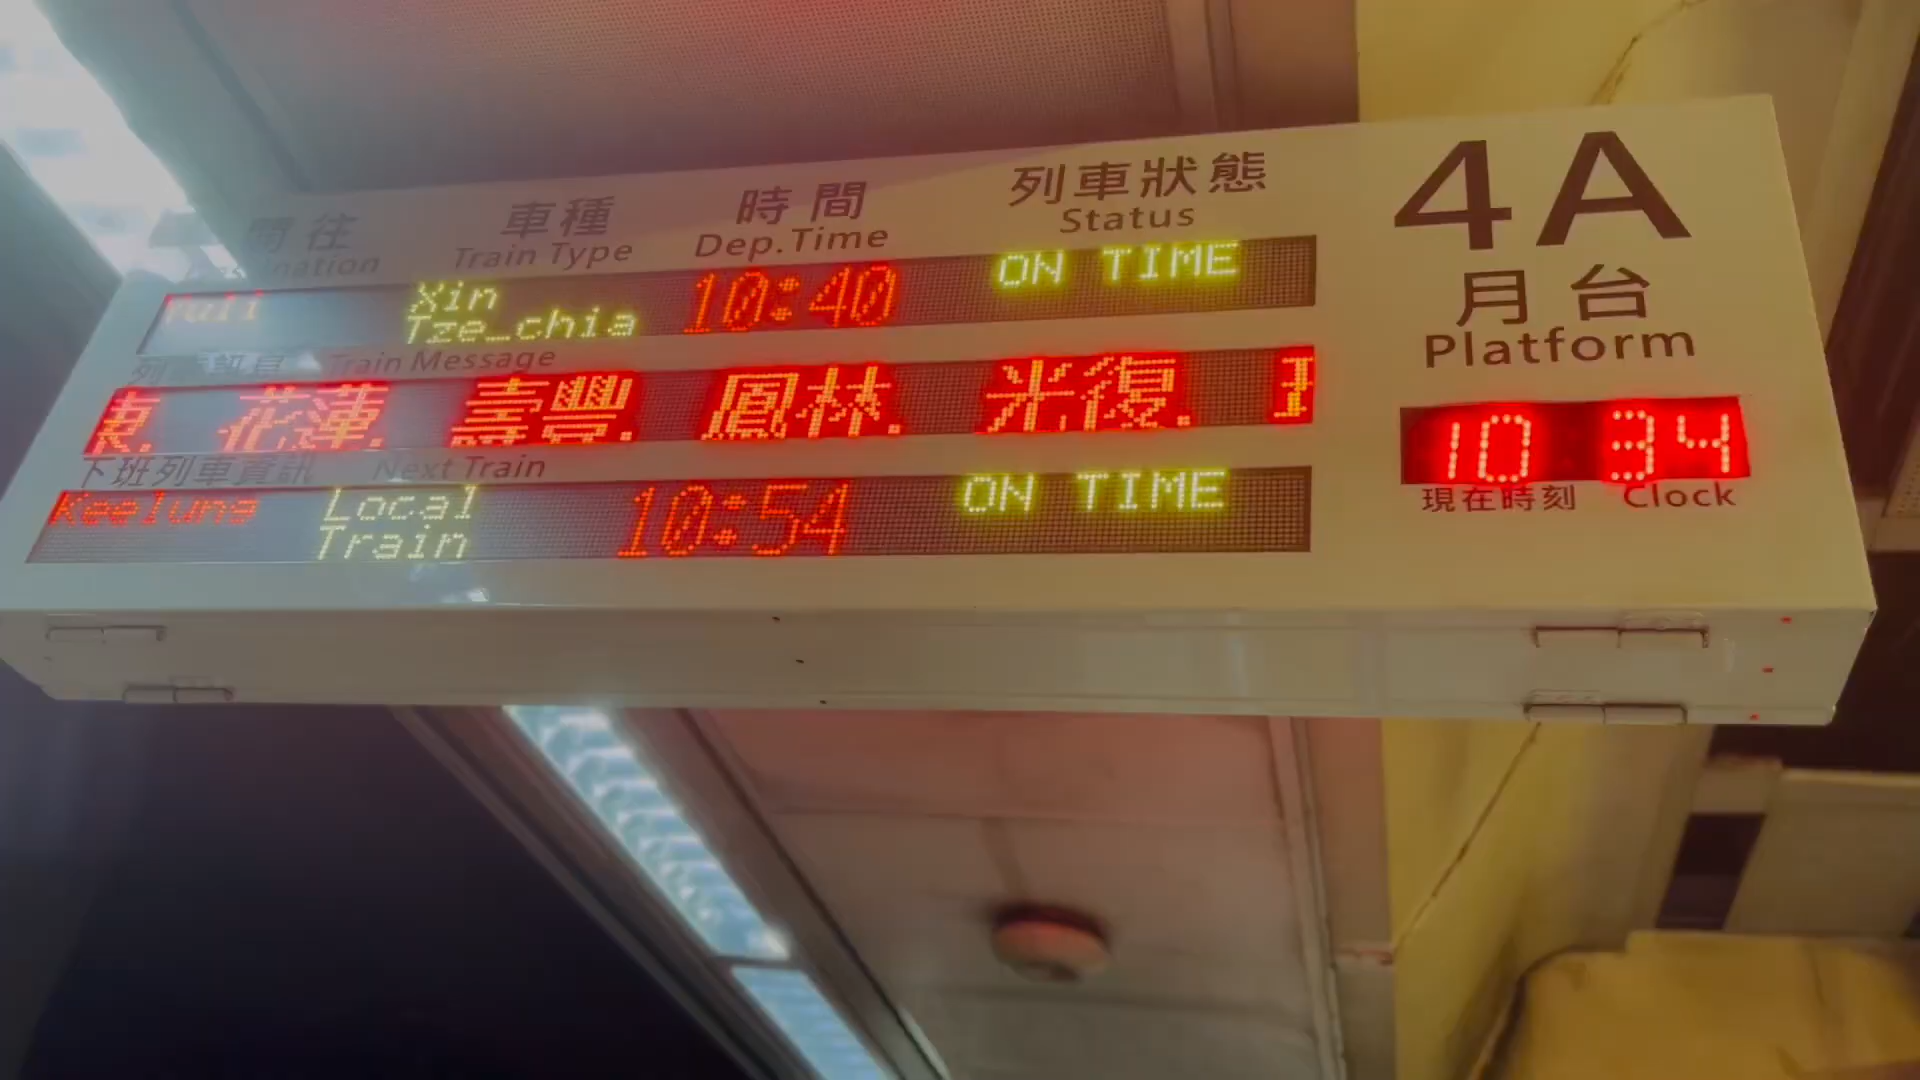 開往 車種 時間 列車狀態 4A
Destination Train Type Dep.Time Status
Yuli Xin Tze_chia 10:40 ON TIME
月台
Platform
列車訊息 Train Message
花蓮. 壽豐. 鳳林. 光復.
10 34
現在時刻 Clock
下班列車資訊 Next Train
Keelung Local Train 10:54 ON TIME